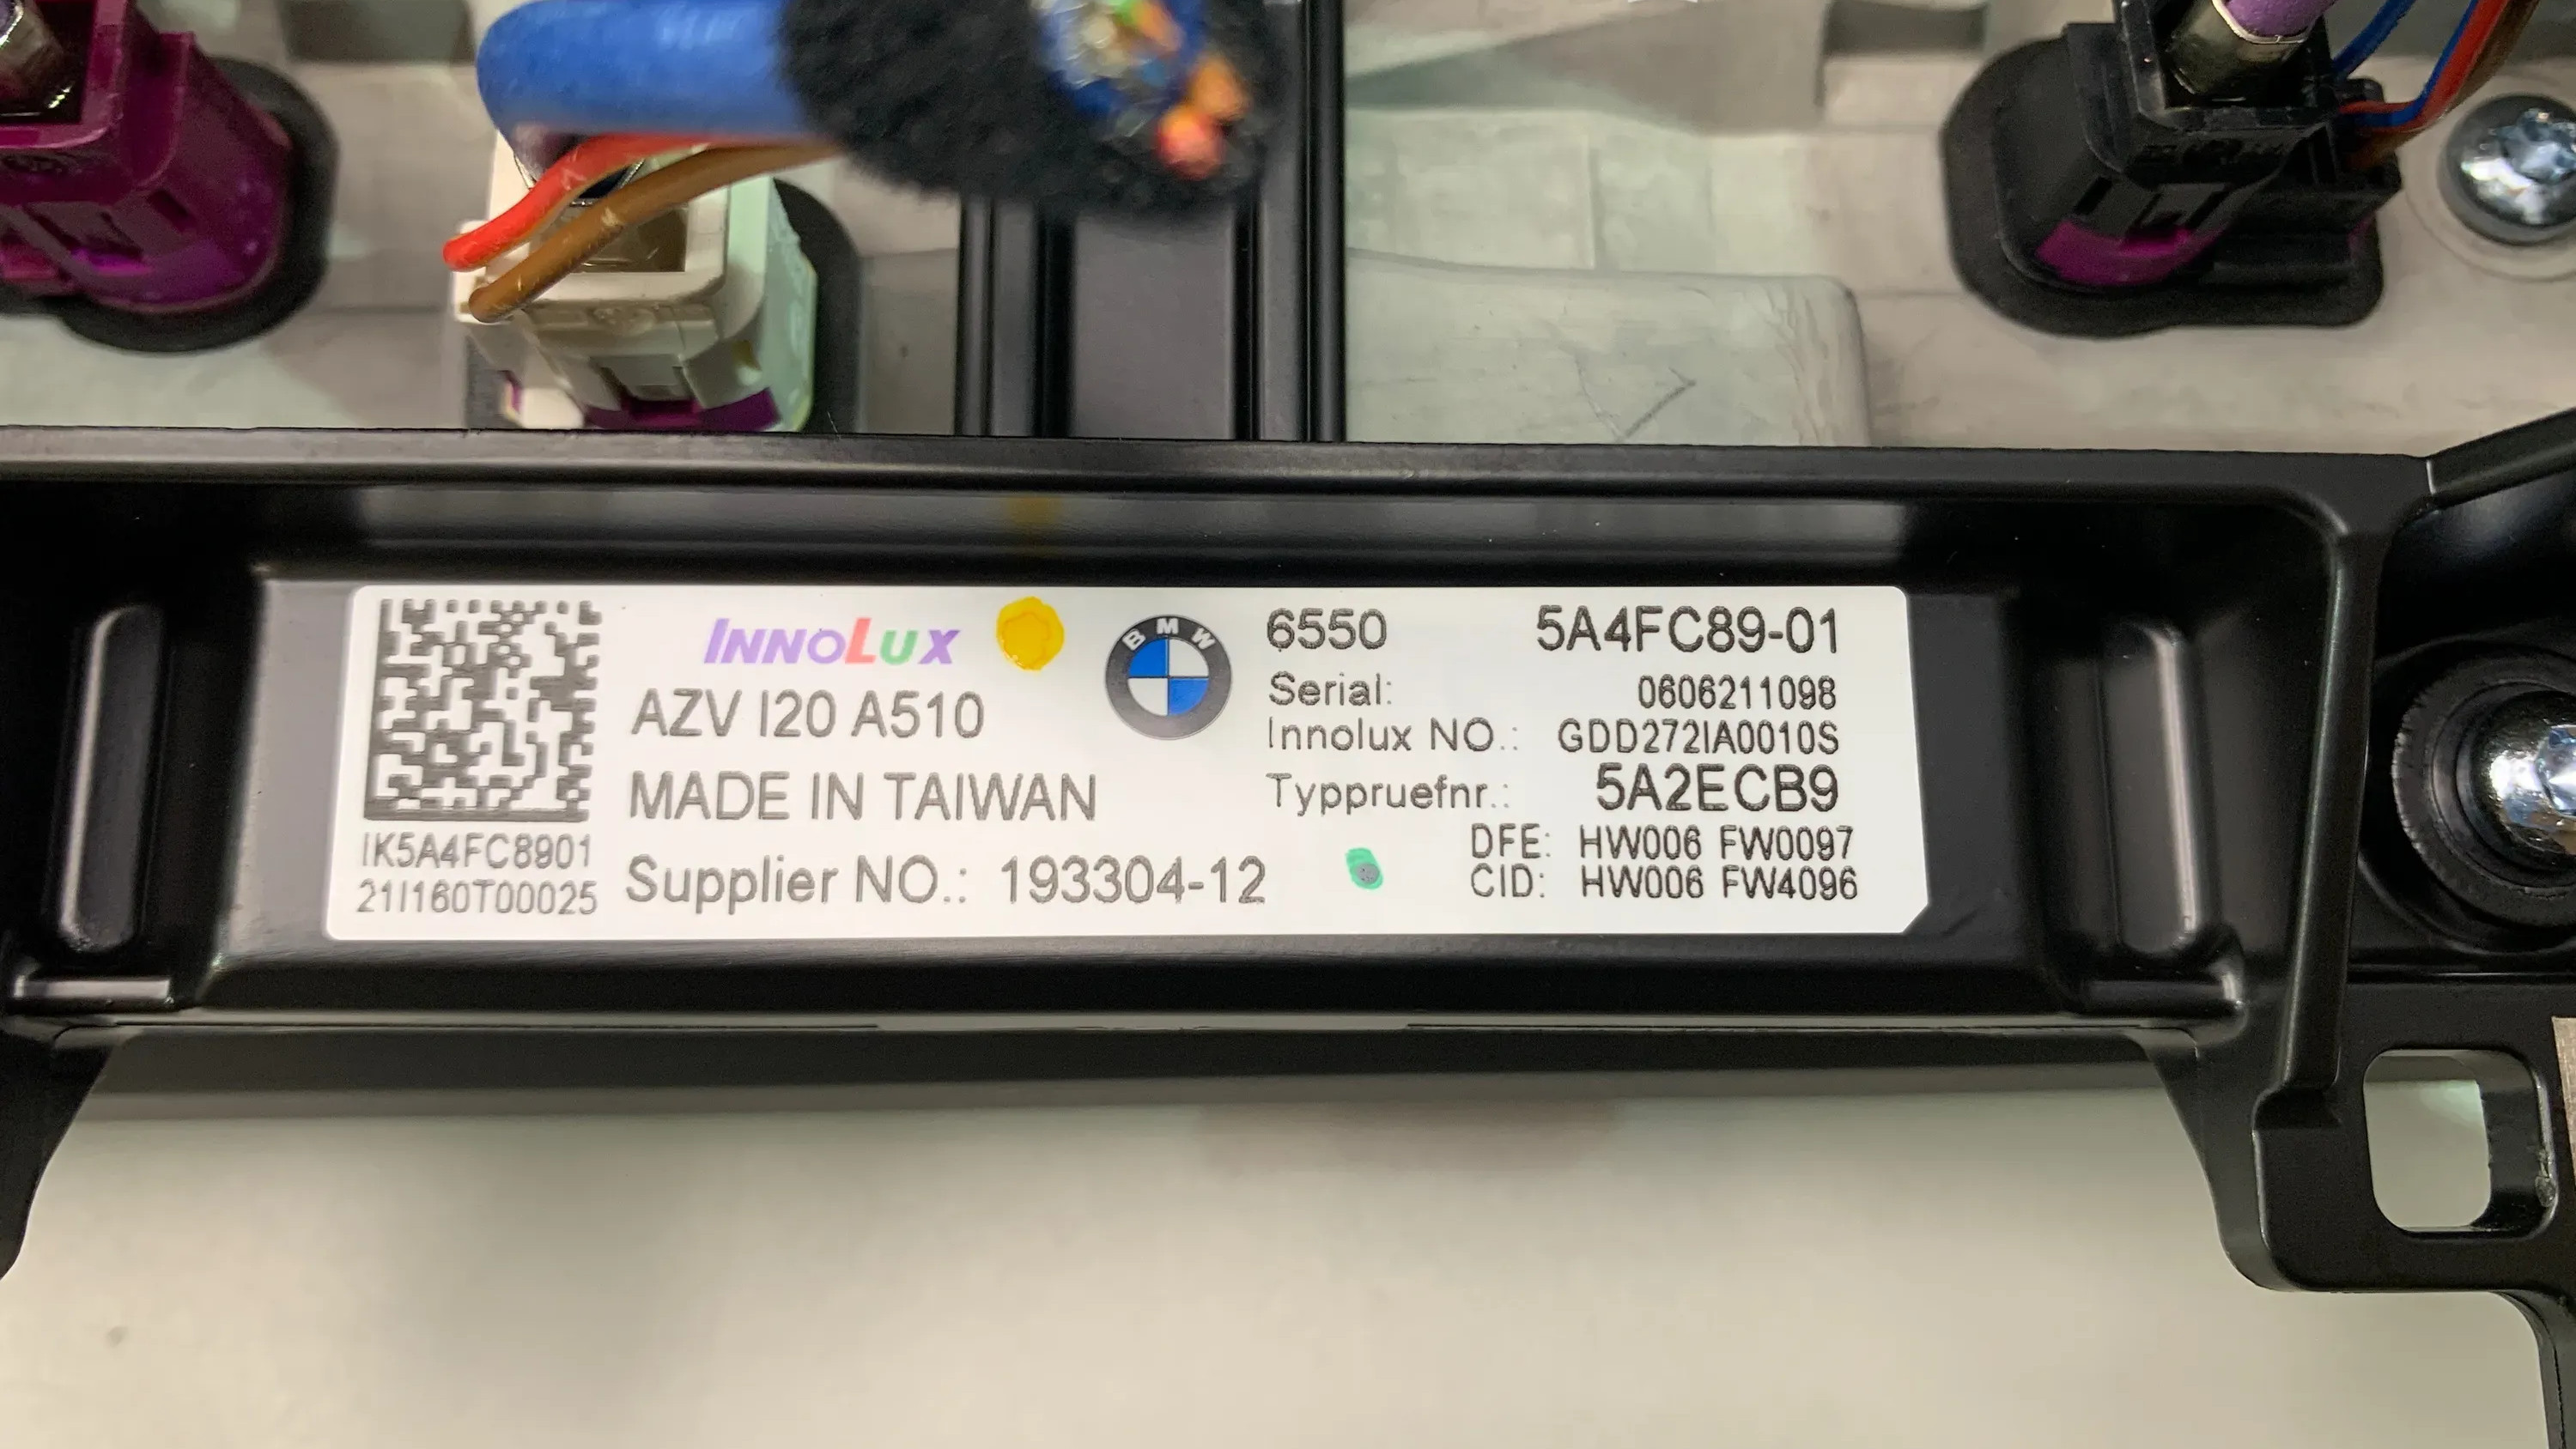 INNOLUX
AZV I20 A510
MADE IN TAIWAN
Supplier NO.: 193304-12
IK5A4FC8901
21I160T00025
BMW
6550 5A4FC89-01
Serial: 0606211098
Innolux NO.: GDD272IA0010S
Typpruefnr.: 5A2ECB9
DFE: HW006 FW0097
CID: HW006 FW4096